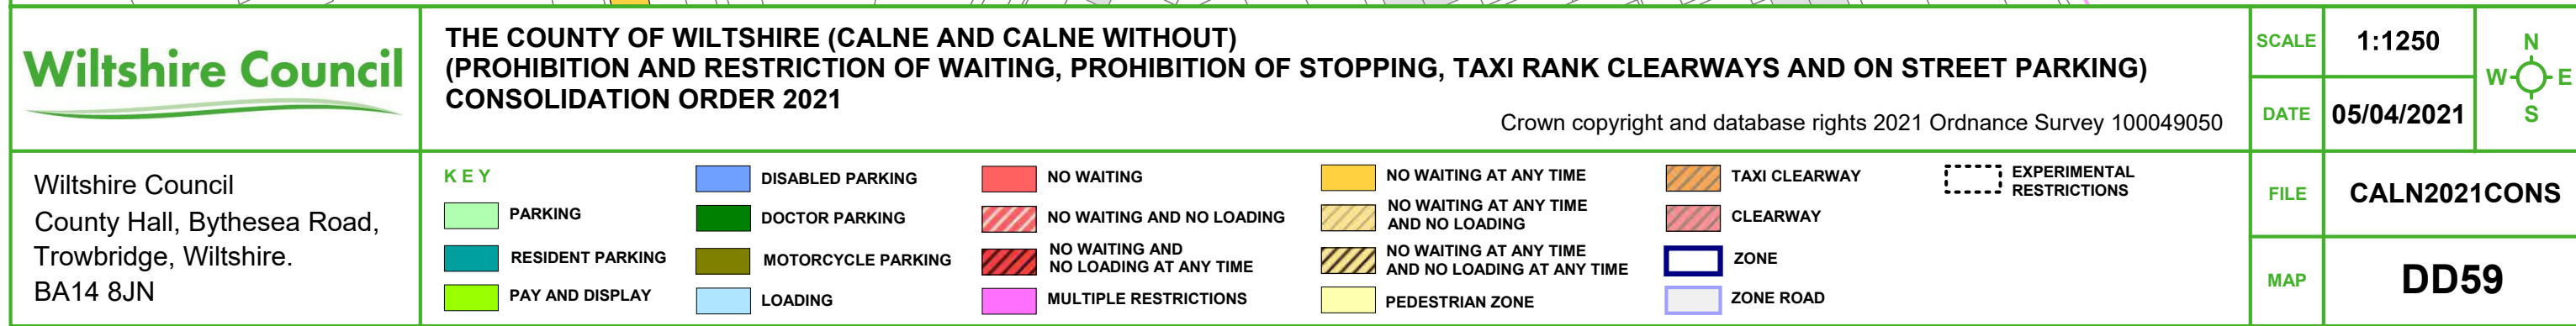 Wiltshire Council
THE COUNTY OF WILTSHIRE (CALNE AND CALNE WITHOUT)
(PROHIBITION AND RESTRICTION OF WAITING, PROHIBITION OF STOPPING, TAXI RANK CLEARWAYS AND ON STREET PARKING)
CONSOLIDATION ORDER 2021
Crown copyright and database rights 2021 Ordnance Survey 100049050
SCALE
1:1250
DATE
05/04/2021
N
W
E
S
Wiltshire Council
County Hall, Bythesea Road,
Trowbridge, Wiltshire.
BA14 8JN
KEY
PARKING
RESIDENT PARKING
PAY AND DISPLAY
DISABLED PARKING
DOCTOR PARKING
MOTORCYCLE PARKING
LOADING
NO WAITING
NO WAITING AND NO LOADING
NO WAITING AND
NO LOADING AT ANY TIME
MULTIPLE RESTRICTIONS
NO WAITING AT ANY TIME
NO WAITING AT ANY TIME
AND NO LOADING
NO WAITING AT ANY TIME
AND NO LOADING AT ANY TIME
PEDESTRIAN ZONE
TAXI CLEARWAY
CLEARWAY
ZONE
ZONE ROAD
EXPERIMENTAL
RESTRICTIONS
FILE
CALN2021CONS
MAP
DD59